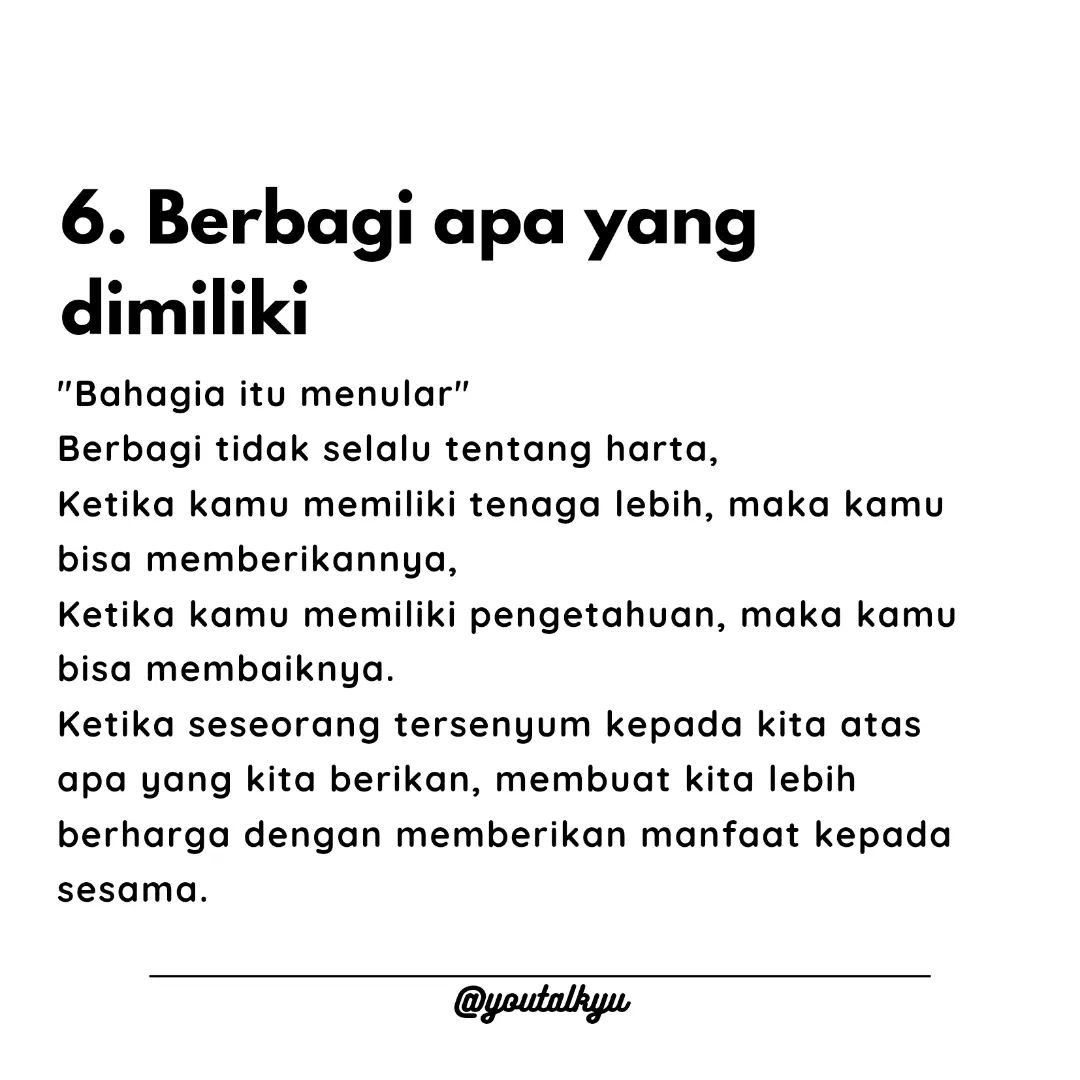 6. Berbagi apa yang
dimiliki
"Bahagia itu menular"
Berbagi tidak selalu tentang harta,
Ketika kamu memiliki tenaga lebih, maka kamu
bisa memberikannya,
Ketika kamu memiliki pengetahuan, maka kamu
bisa membaiknya.
Ketika seseorang tersenyum kepada kita atas
apa yang kita berikan, membuat kita lebih
berharga dengan memberikan manfaat kepada
sesama.
@youtalkyu